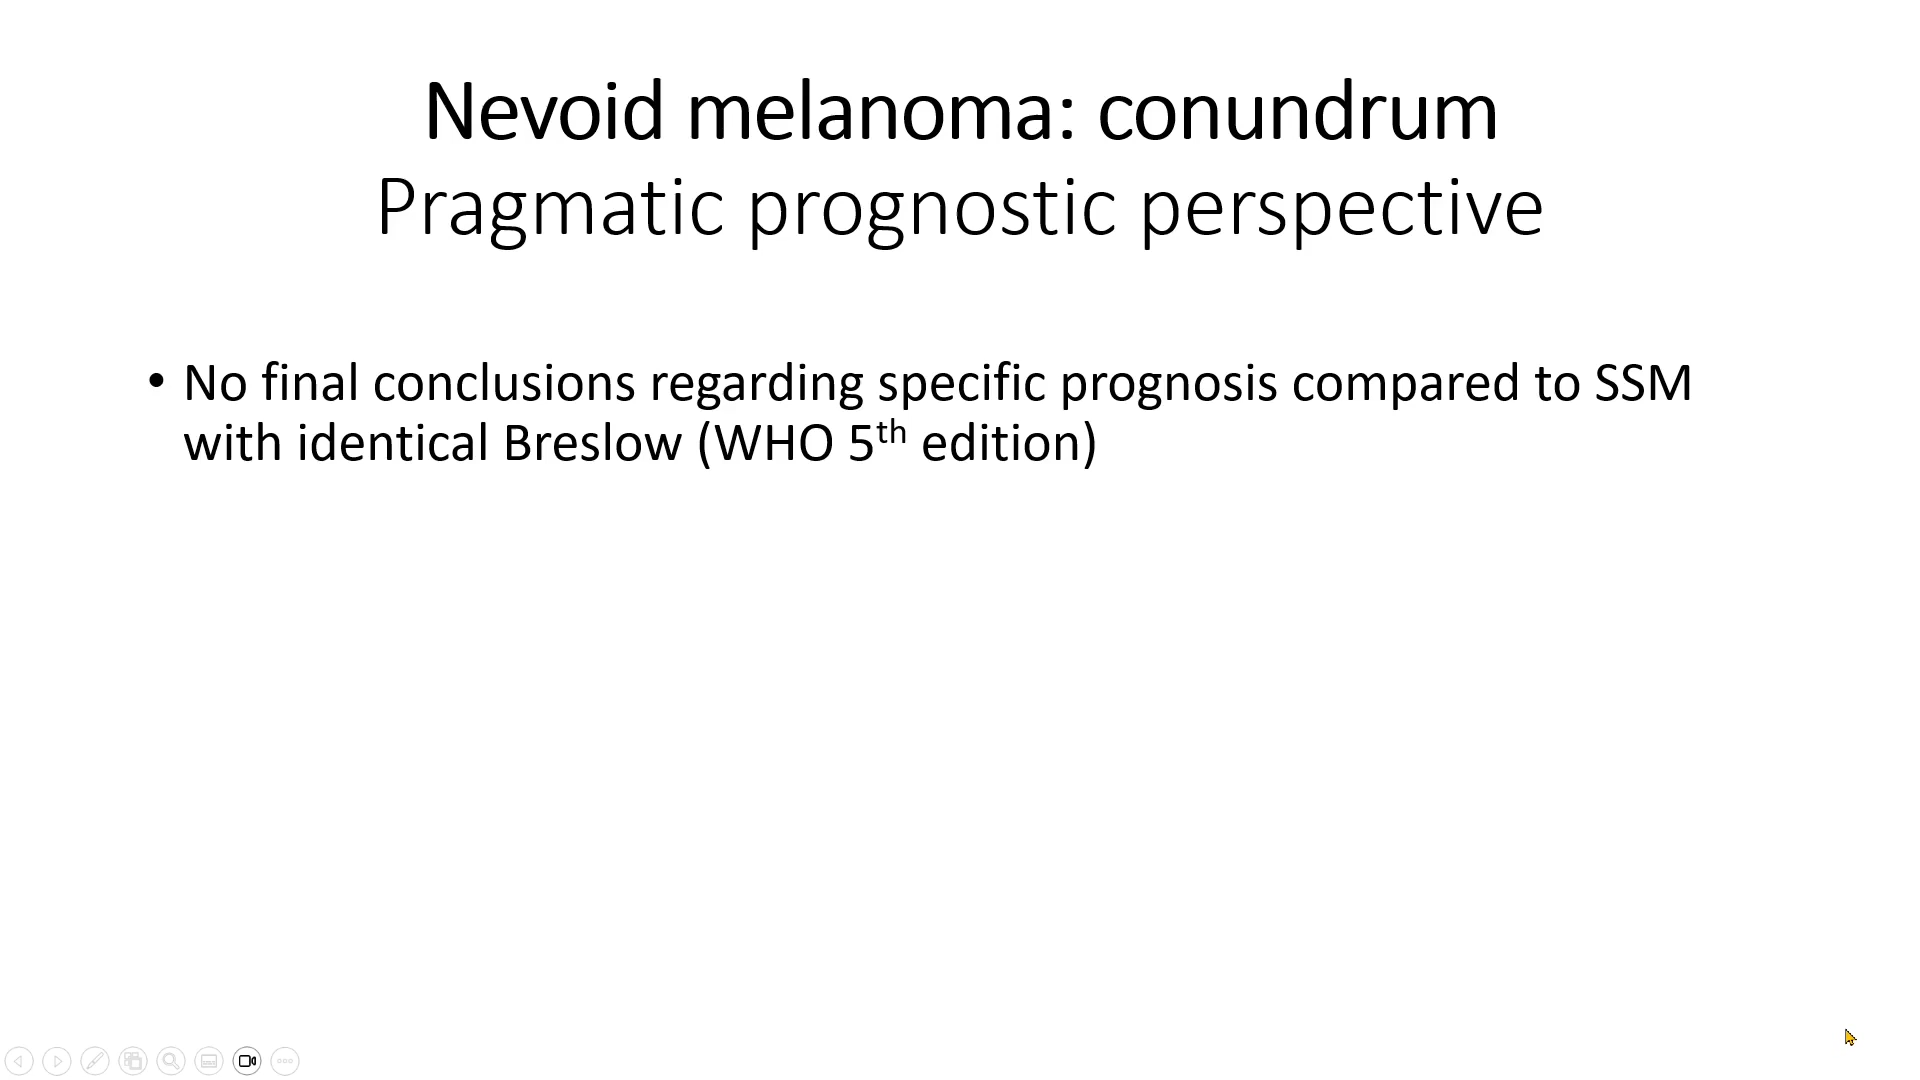 Nevoid melanoma: conundrum
Pragmatic prognostic perspective
• No final conclusions regarding specific prognosis compared to SSM
with identical Breslow (WHO 5th edition)